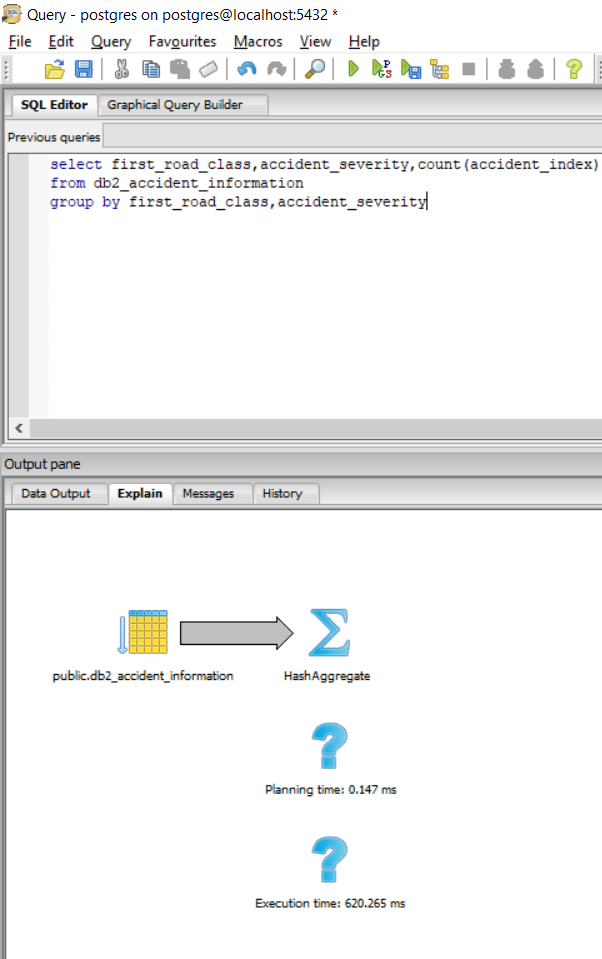 Query - postgres on postgres@localhost:5432 *
File Edit Query Favourites Macros View Help
SQL Editor Graphical Query Builder
Previous queries
select first_road_class,accident_severity,count(accident_index)
from db2_accident_information
group by first_road_class,accident_severity
Output pane
Data Output Explain Messages History
public.db2_accident_information HashAggregate
Planning time: 0.147 ms
Execution time: 620.265 ms